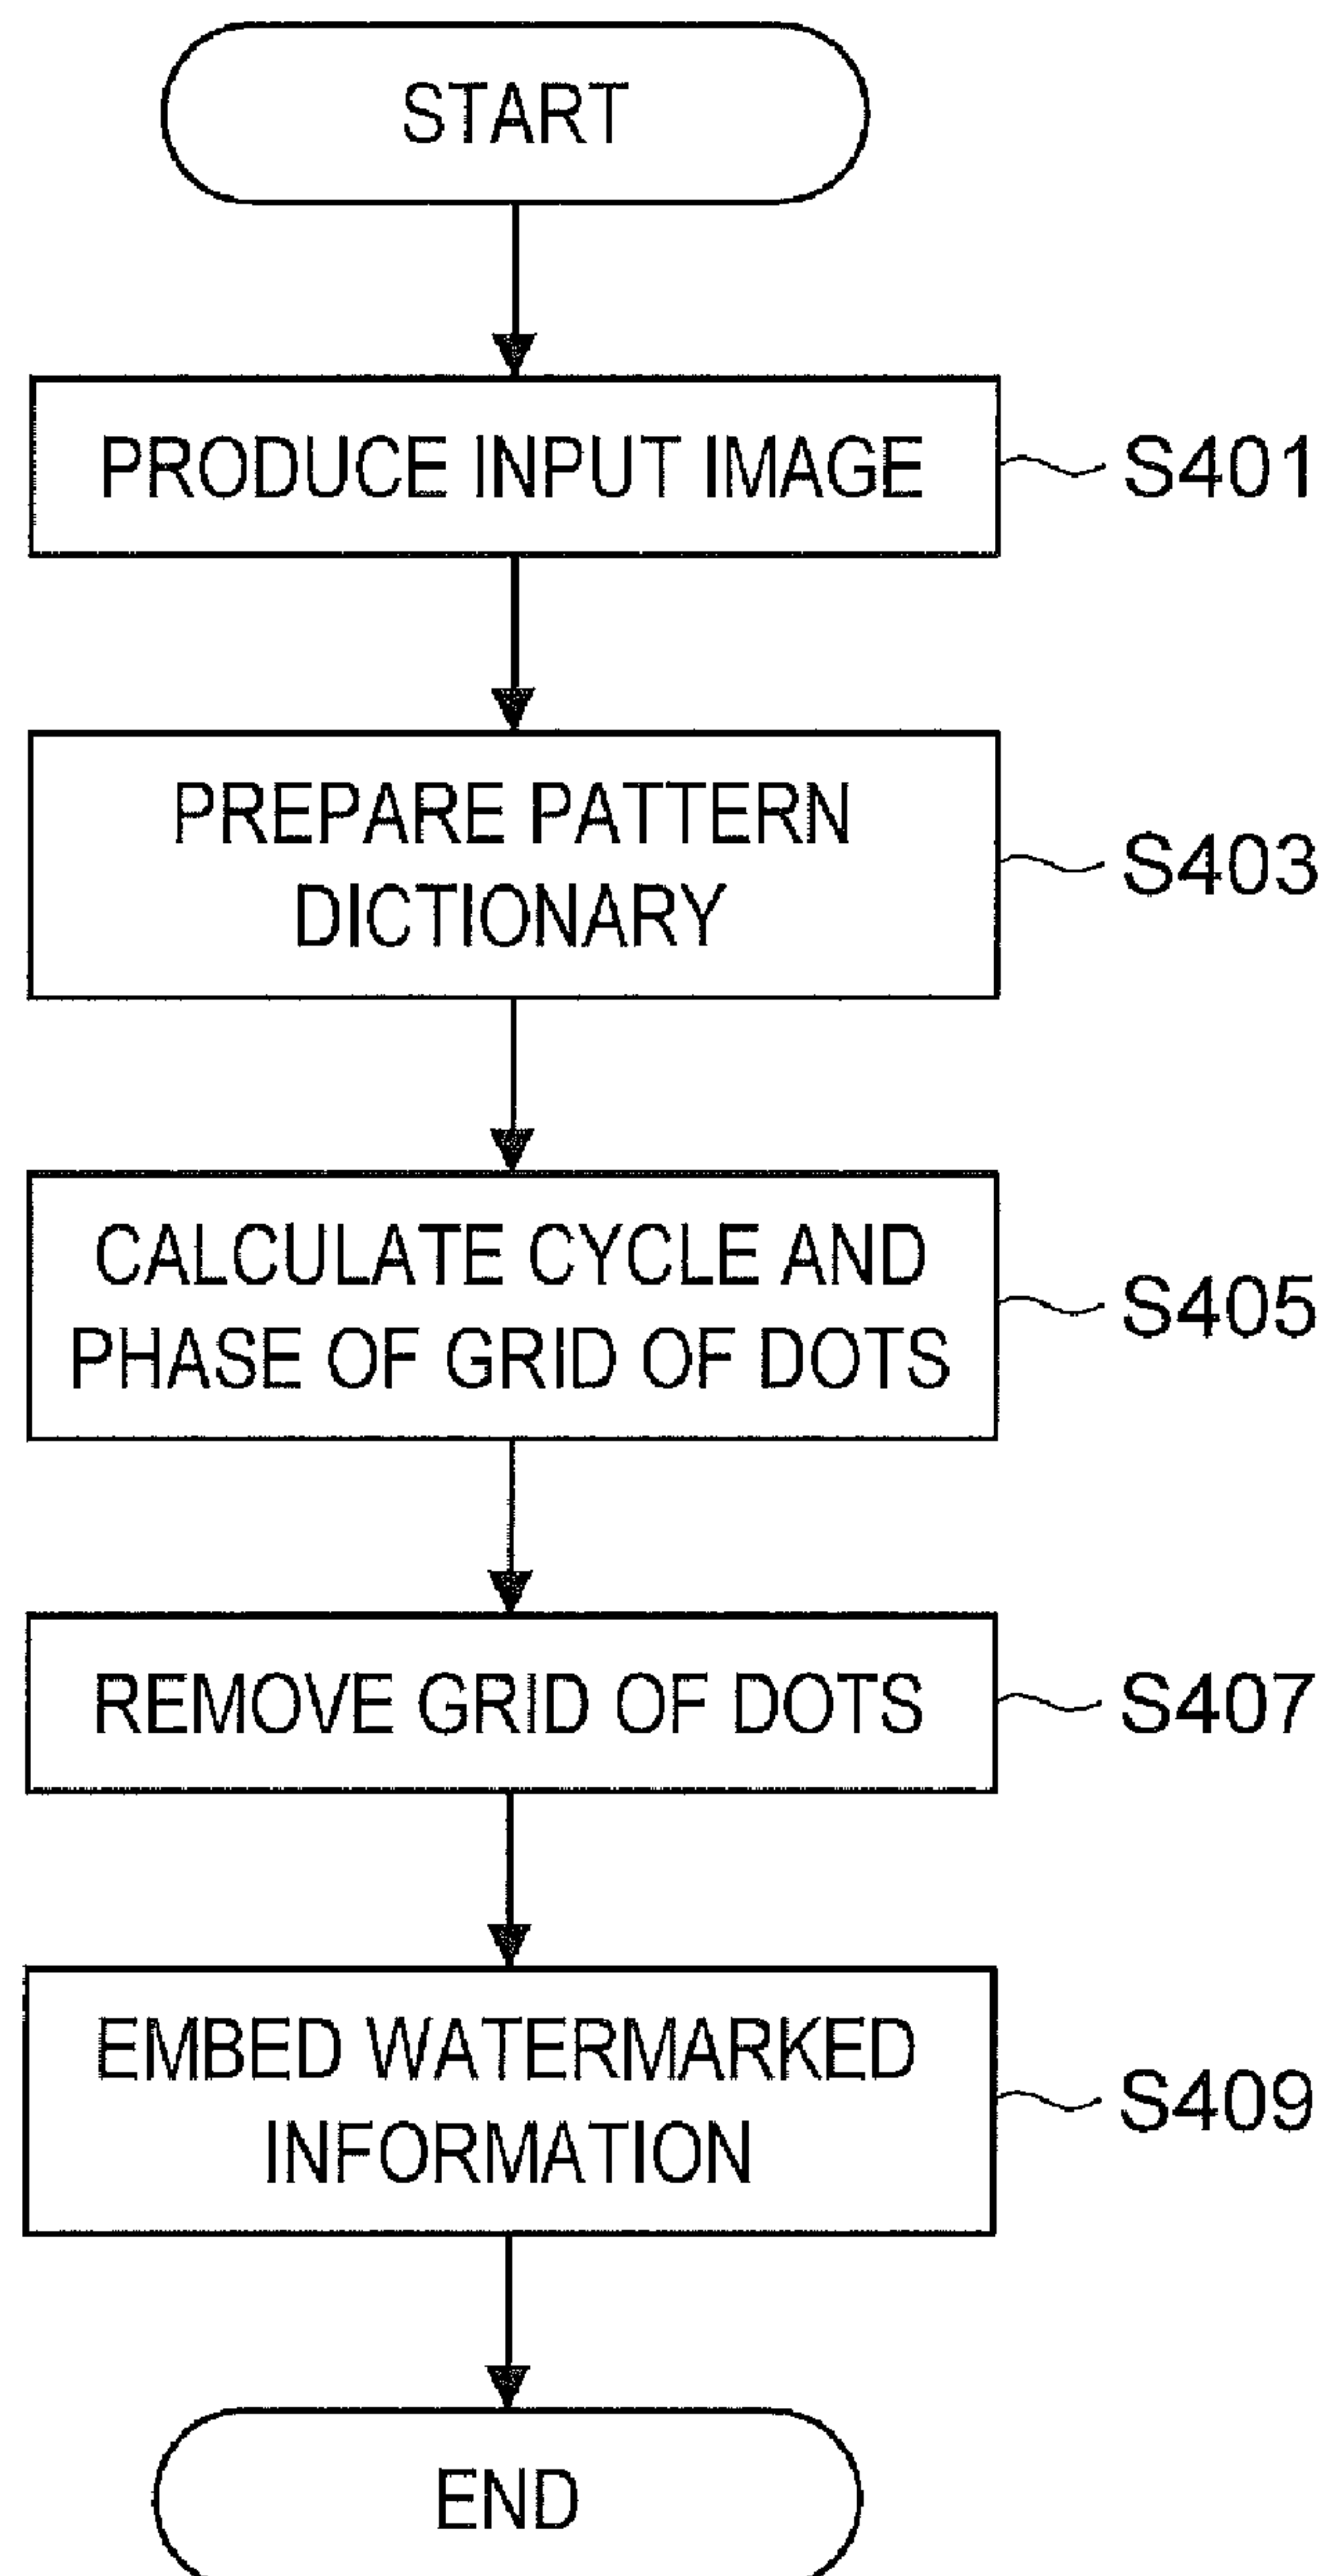 START
PRODUCE INPUT IMAGE
S401
PREPARE PATTERN
DICTIONARY
S403
CALCULATE CYCLE AND
PHASE OF GRID OF DOTS
S405
REMOVE GRID OF DOTS
S407
EMBED WATERMARKED
INFORMATION
S409
END